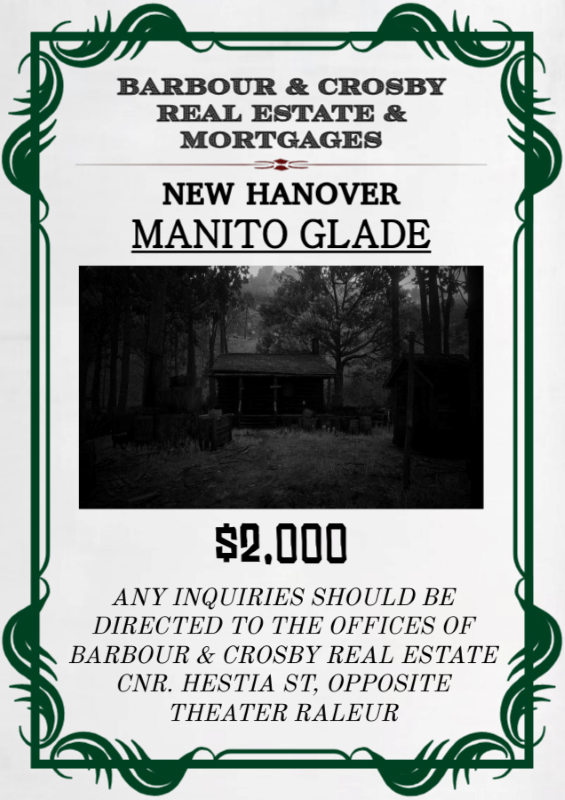 BARBOUR & CROSBY
REAL ESTATE &
MORTGAGES
NEW HANOVER
MANITO GLADE
$2,000
ANY INQUIRIES SHOULD BE
DIRECTED TO THE OFFICES OF
BARBOUR & CROSBY REAL ESTATE
CNR. HESTIA ST, OPPOSITE
THEATER RALEUR